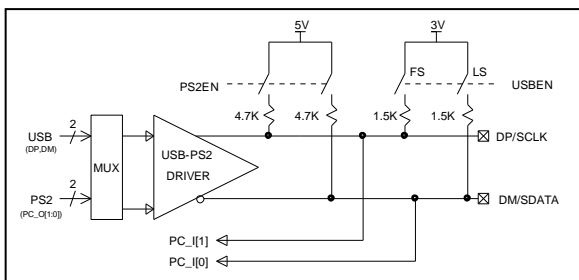 5V
3V
FS
LS
PS2EN
USBEN
4.7K
4.7K
1.5K
1.5K
2
USB
(DP,DM)
DP/SCLK
MUX
USB-PS2
DRIVER
2
PS2
(PC_O[1:0])
DM/SDATA
PC_I[1]
PC_I[0]